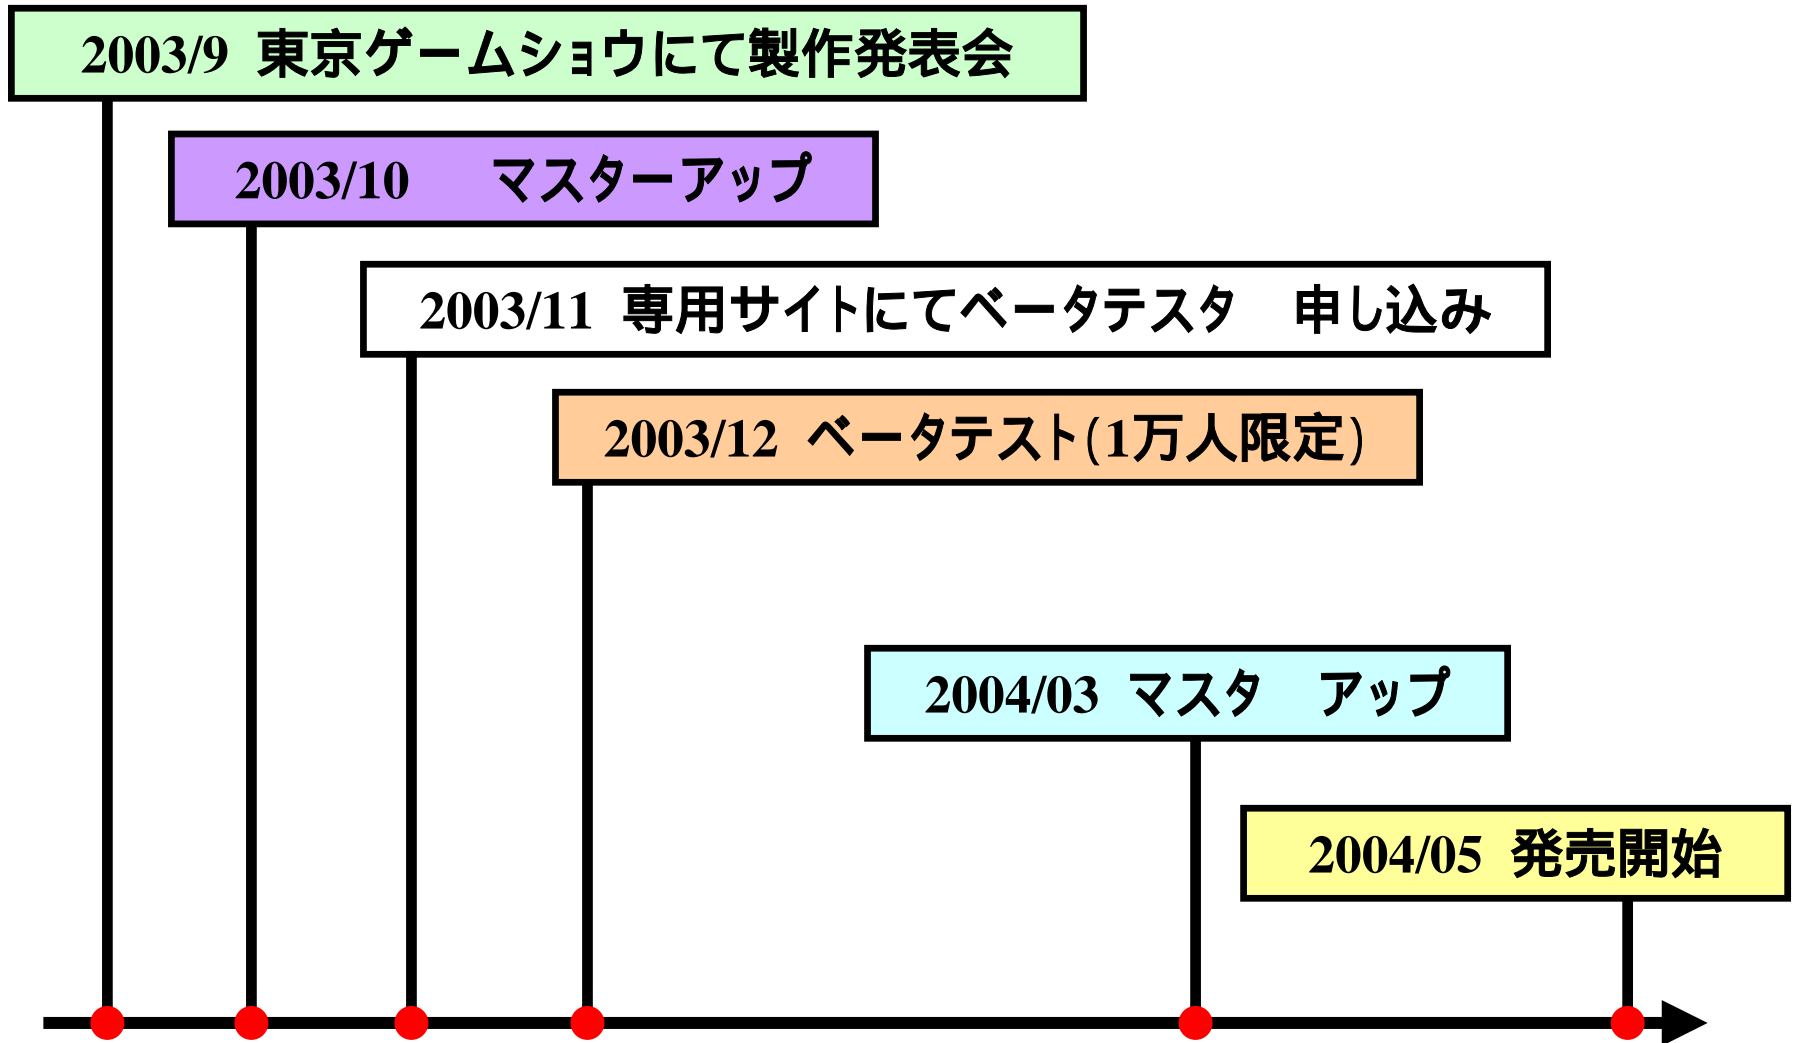 2003/9 東京ゲームショウにて製作発表会
2003/10　マスターアップ
2003/11 専用サイトにてベータテスタ　申し込み
2003/12 ベータテスト(1万人限定)
2004/03 マスタ　アップ
2004/05 発売開始